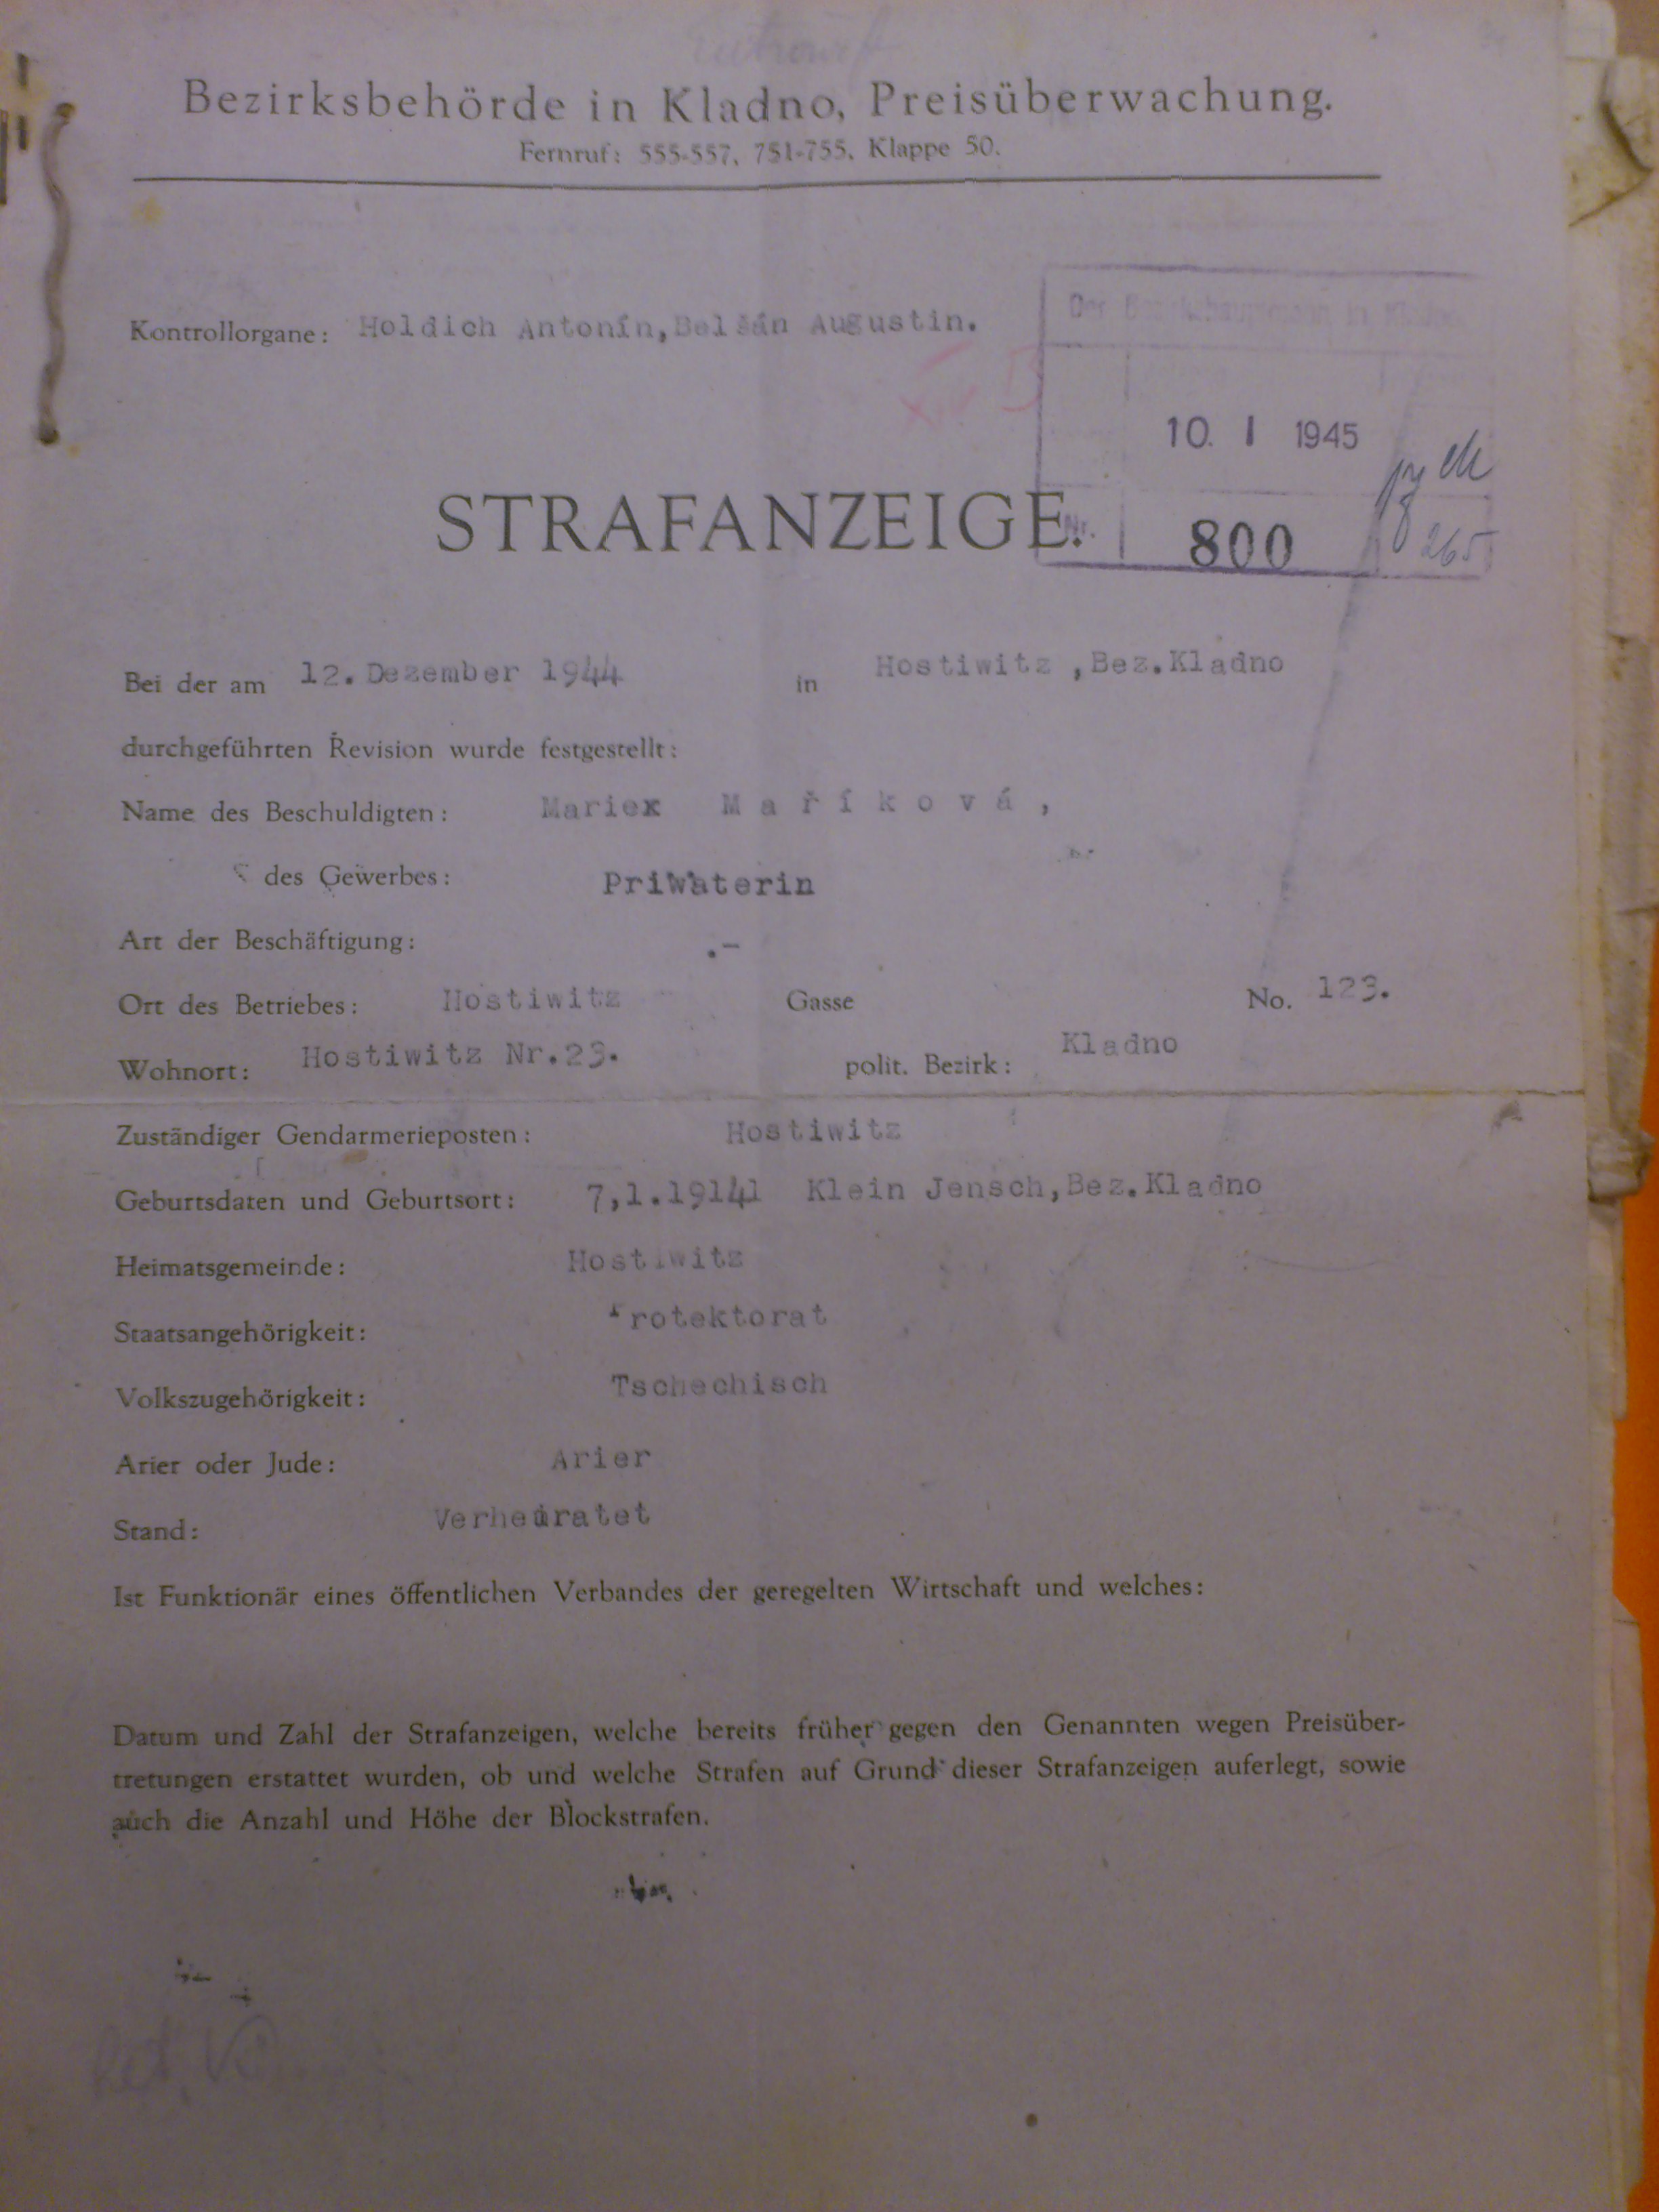 Entwurf
Bezirksbehörde in Kladno, Preisüberwachung.
Fernruf: 555-557, 751-755, Klappe 50.
Kontrollorgane: Holdich Antonín, Belšán Augustin.
Der Bezirkshauptmann in Kladno
10. I 1945
STRAFANZEIGE.
Nr. 800
265
Bei der am 12. Dezember 1944 in Hostiwitz , Bez. Kladno
durchgeführten Revision wurde festgestellt:
Name des Beschuldigten: Mariex Maříková,
des Gewerbes: Priwaterin
Art der Beschäftigung: .-
Ort des Betriebes: Hostiwitz Gasse No. 123.
Wohnort: Hostiwitz Nr.23. polit. Bezirk: Kladno
Zuständiger Gendarmerieposten: Hostiwitz
Geburtsdaten und Geburtsort: Klein Jensch, Bez. Kladno
Heimatsgemeinde: Hostiwitz
Staatsangehörigkeit: Protektorat
Volkszugehörigkeit: Tschechisch
Arier oder Jude: Arier
Stand: Verheiratet
Ist Funktionär eines öffentlichen Verbandes der geregelten Wirtschaft und welches:
Datum und Zahl der Strafanzeigen, welche bereits früher gegen den Genannten wegen Preisüber-
tretungen erstattet wurden, ob und welche Strafen auf Grund dieser Strafanzeigen auferlegt, sowie
auch die Anzahl und Höhe der Blockstrafen.